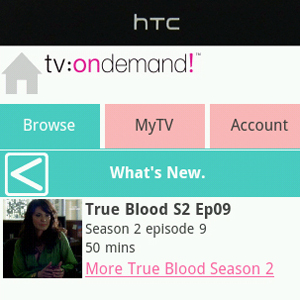 hTC
tv:ondemand!™
Browse MyTV Account
What's New.
True Blood S2 Ep09
Season 2 episode 9
50 mins
More True Blood Season 2